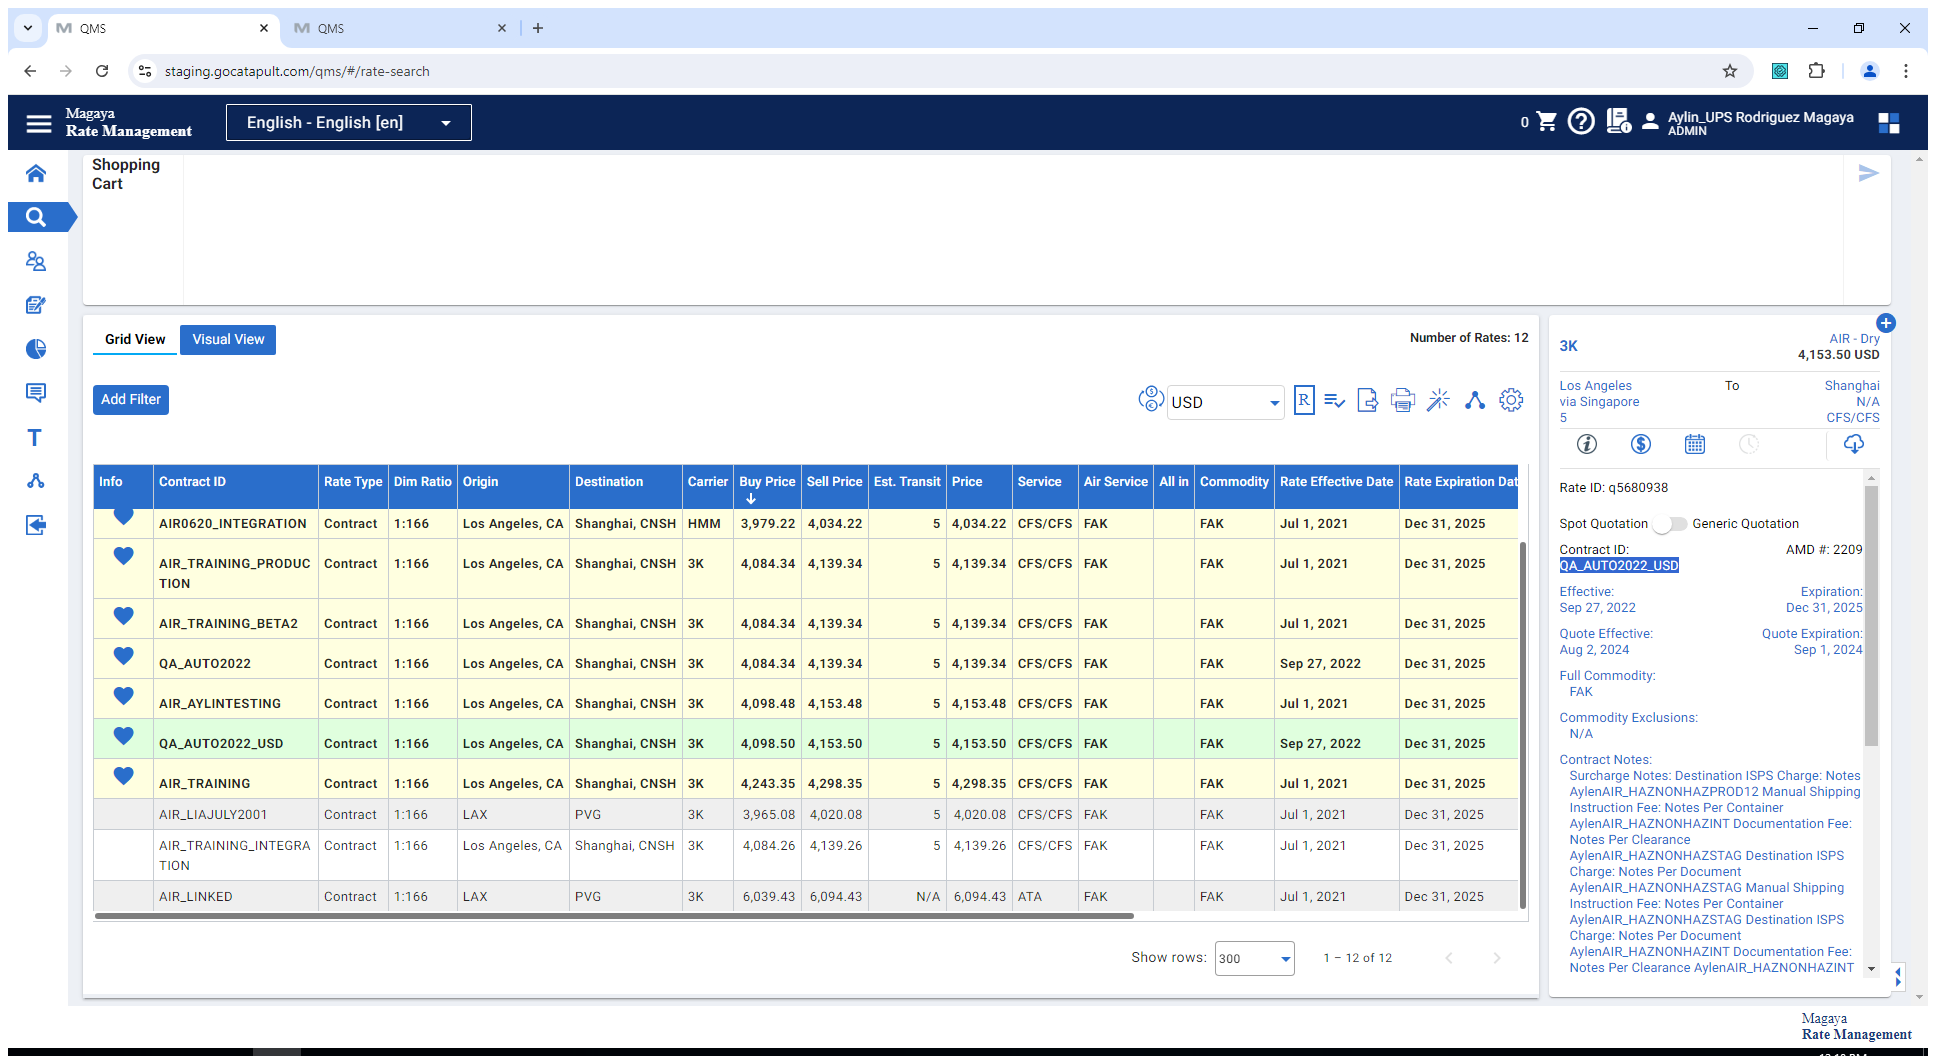 QMS
QMS
staging.gocatapult.com/qms/#/rate-search
Magaya
Rate Management
English - English [en]
0
Aylin_UPS Rodriguez Magaya
ADMIN
Shopping
Cart
Grid View Visual View
Number of Rates: 12
Add Filter
USD
R
Info Contract ID Rate Type Dim Ratio Origin Destination Carrier Buy Price Sell Price Est. Transit Price Service Air Service All in Commodity Rate Effective Date Rate Expiration Dat
AIR0620_INTEGRATION Contract 1:166 Los Angeles, CA Shanghai, CNSH HMM 3,979.22 4,034.22 5 4,034.22 CFS/CFS FAK FAK Jul 1, 2021 Dec 31, 2025
AIR_TRAINING_PRODUC Contract 1:166 Los Angeles, CA Shanghai, CNSH 3K 4,084.34 4,139.34 5 4,139.34 CFS/CFS FAK FAK Jul 1, 2021 Dec 31, 2025
TION
AIR_TRAINING_BETA2 Contract 1:166 Los Angeles, CA Shanghai, CNSH 3K 4,084.34 4,139.34 5 4,139.34 CFS/CFS FAK FAK Jul 1, 2021 Dec 31, 2025
QA_AUTO2022 Contract 1:166 Los Angeles, CA Shanghai, CNSH 3K 4,084.34 4,139.34 5 4,139.34 CFS/CFS FAK FAK Sep 27, 2022 Dec 31, 2025
AIR_AYLINTESTING Contract 1:166 Los Angeles, CA Shanghai, CNSH 3K 4,098.48 4,153.48 5 4,153.48 CFS/CFS FAK FAK Jul 1, 2021 Dec 31, 2025
QA_AUTO2022_USD Contract 1:166 Los Angeles, CA Shanghai, CNSH 3K 4,098.50 4,153.50 5 4,153.50 CFS/CFS FAK FAK Sep 27, 2022 Dec 31, 2025
AIR_TRAINING Contract 1:166 Los Angeles, CA Shanghai, CNSH 3K 4,243.35 4,298.35 5 4,298.35 CFS/CFS FAK FAK Jul 1, 2021 Dec 31, 2025
AIR_LIAJULY2001 Contract 1:166 LAX PVG 3K 3,965.08 4,020.08 5 4,020.08 CFS/CFS FAK FAK Jul 1, 2021 Dec 31, 2025
AIR_TRAINING_INTEGRA Contract 1:166 Los Angeles, CA Shanghai, CNSH 3K 4,084.26 4,139.26 5 4,139.26 CFS/CFS FAK FAK Jul 1, 2021 Dec 31, 2025
TION
AIR_LINKED Contract 1:166 LAX PVG 3K 6,039.43 6,094.43 N/A 6,094.43 ATA FAK FAK Jul 1, 2021 Dec 31, 2025
Show rows: 300 1 – 12 of 12
3K
AIR - Dry
4,153.50 USD
Los Angeles To Shanghai
via Singapore N/A
5 CFS/CFS
Rate ID: q5680938
Spot Quotation Generic Quotation
Contract ID: AMD #: 2209
QA_AUTO2022_USD
Effective: Expiration:
Sep 27, 2022 Dec 31, 2025
Quote Effective: Quote Expiration:
Aug 2, 2024 Sep 1, 2024
Full Commodity:
FAK
Commodity Exclusions:
N/A
Contract Notes:
Surcharge Notes: Destination ISPS Charge: Notes
AylenAIR_HAZNONHAZPROD12 Manual Shipping
Instruction Fee: Notes Per Container
AylenAIR_HAZNONHAZINT Documentation Fee:
Notes Per Clearance
AylenAIR_HAZNONHAZSTAG Destination ISPS
Charge: Notes Per Document
AylenAIR_HAZNONHAZSTAG Manual Shipping
Instruction Fee: Notes Per Container
AylenAIR_HAZNONHAZSTAG Destination ISPS
Charge: Notes Per Document
AylenAIR_HAZNONHAZINT Documentation Fee:
Notes Per Clearance AylenAIR_HAZNONHAZINT
Magaya
Rate Management